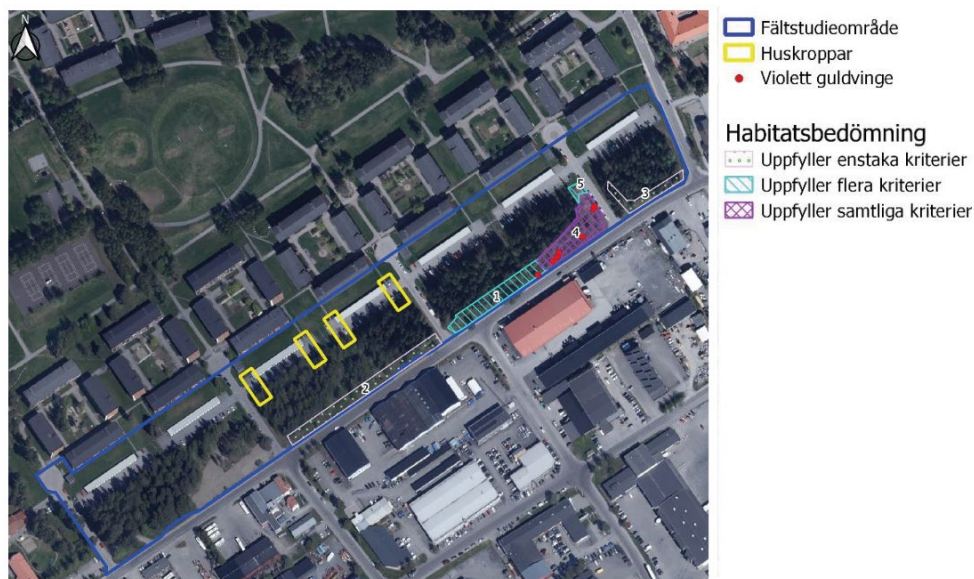 N
Fältstudieområde
Huskroppar
Violett guldvinge
Habitatsbedömning
Uppfyller enstaka kriterier
Uppfyller flera kriterier
Uppfyller samtliga kriterier
5
3
4
1
2